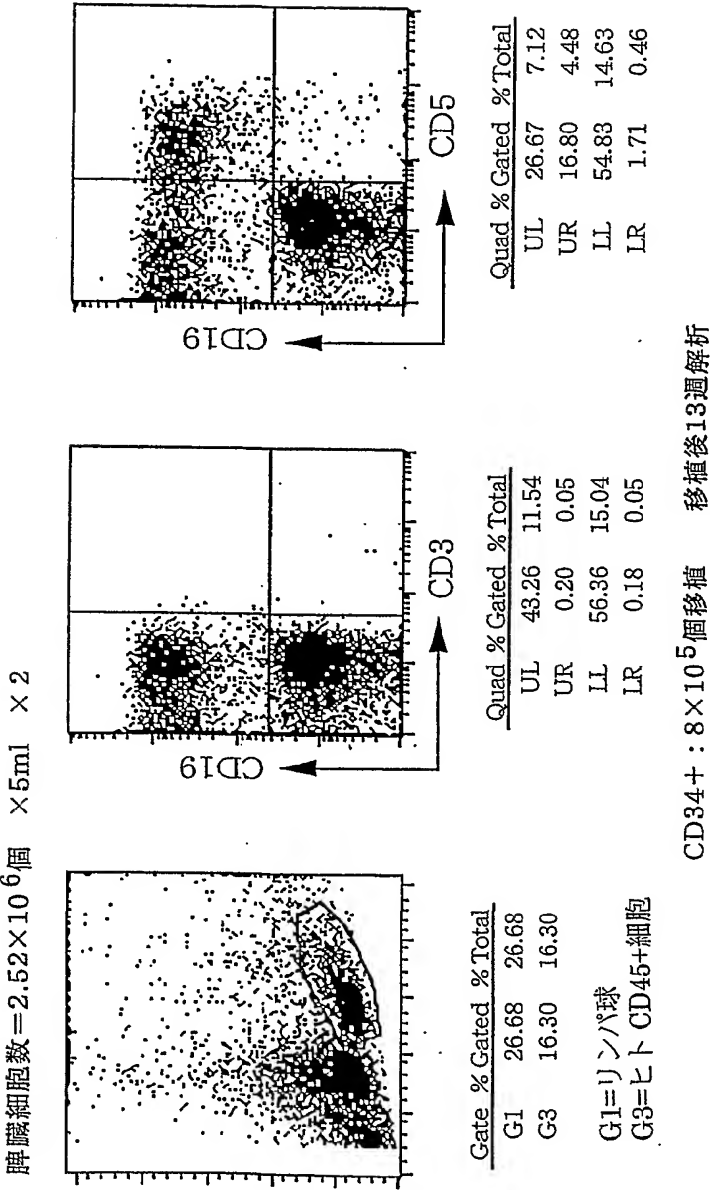 脾臓細胞数=2.52×10⁶個 ×5ml ×2
Gate %Gated %Total
G1 26.68 26.68
G3 16.30 16.30
G1=リンパ球
G3=ヒト CD45+細胞
CD19
CD3
Quad %Gated %Total
UL 43.26 11.54
UR 0.20 0.05
LL 56.36 15.04
LR 0.18 0.05
CD19
CD5
Quad %Gated %Total
UL 26.67 7.12
UR 16.80 4.48
LL 54.83 14.63
LR 1.71 0.46
CD34+:8×10⁵個移植 移植後13週解析